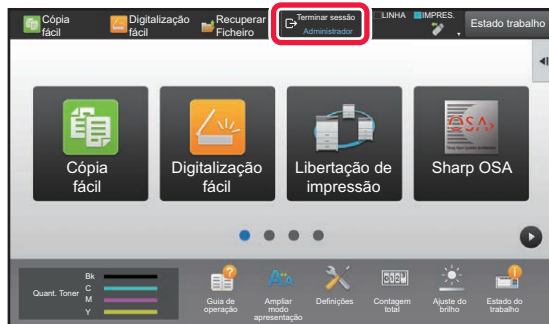 Cópia
fácil
Digitalização
fácil
Recuperar
Ficheiro
Terminar sessão
Administrador
LINHA
IMPRES.
Estado trabalho
Cópia
fácil
Digitalização
fácil
Libertação de
impressão
Sharp OSA
Quant. Toner
Bk
C
M
Y
Guia de
operação
Ampliar
modo
apresentação
Definições
Contagem
total
Ajuste do
brilho
Estado do
trabalho